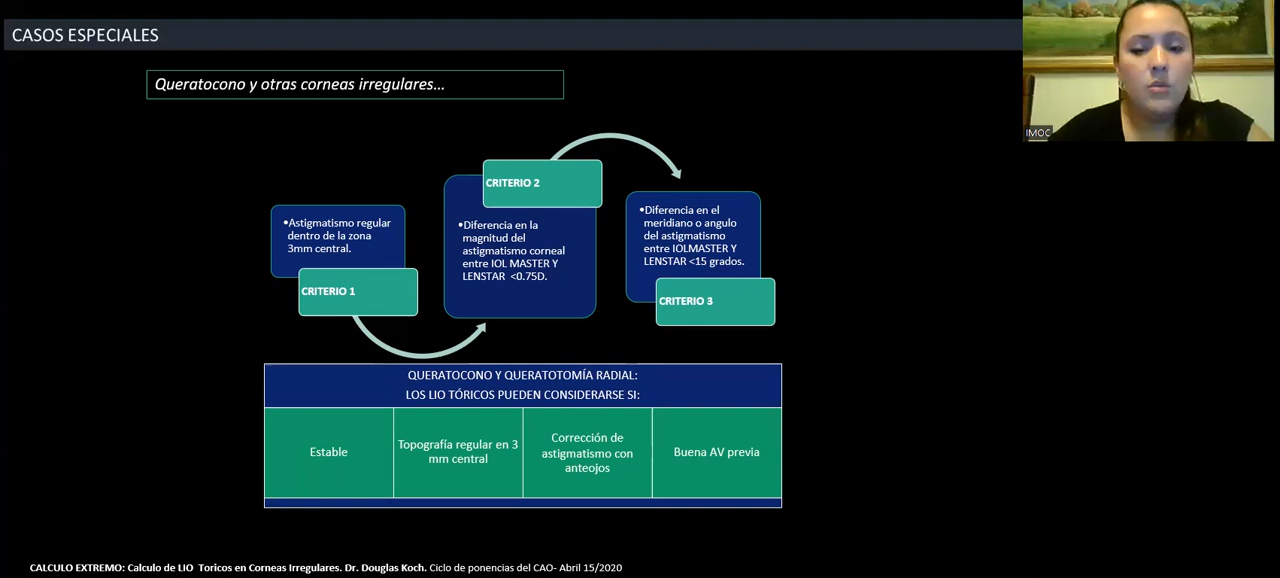 CASOS ESPECIALES
Queratocono y otras corneas irregulares...
IMOC
•Astigmatismo regular
dentro de la zona
3mm central.
CRITERIO 1
CRITERIO 2
•Diferencia en la
magnitud del
astigmatismo corneal
entre IOL MASTER Y
LENSTAR <0.75D.
•Diferencia en el
meridiano o angulo
del astigmatismo
entre IOLMASTER Y
LENSTAR <15 grados.
CRITERIO 3
QUERATOCONO Y QUERATOTOMÍA RADIAL:
LOS LIO TÓRICOS PUEDEN CONSIDERARSE SI:
Estable
Topografía regular en 3
mm central
Corrección de
astigmatismo con
anteojos
Buena AV previa
CALCULO EXTREMO: Calculo de LIO Toricos en Corneas Irregulares. Dr. Douglas Koch. Ciclo de ponencias del CAO- Abril 15/2020